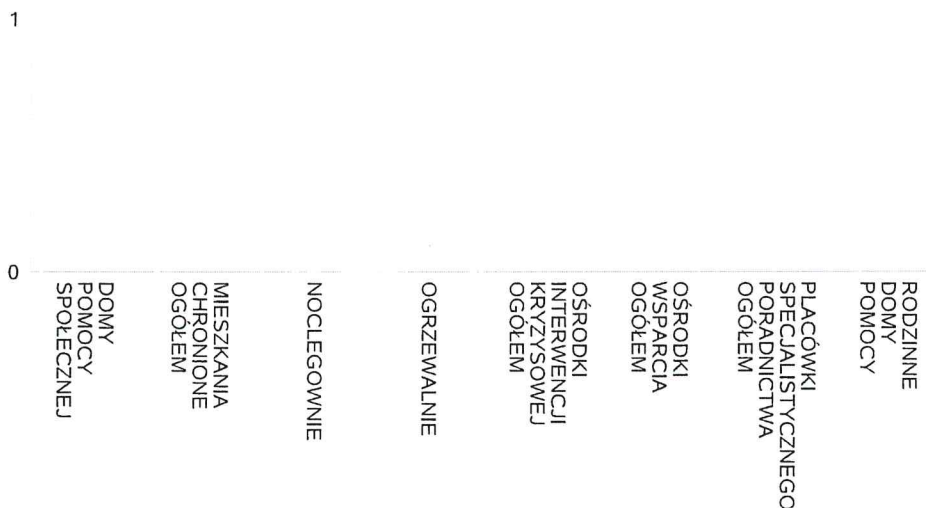 1
0
DOMY
POMOCY
SPOŁECZNEJ
MIESZKANIA
CHRONIONE
OGÓŁEM
NOCLEGOWNIE
OGRZEWALNIE
OŚRODKI
INTERWENCJI
KRYZYSOWEJ
OGÓŁEM
OŚRODKI
WSPARCIA
OGÓŁEM
PLACÓWKI
SPECJALISTYCZNEGO
PORADNICTWA
OGÓŁEM
RODZINNE
DOMY
POMOCY